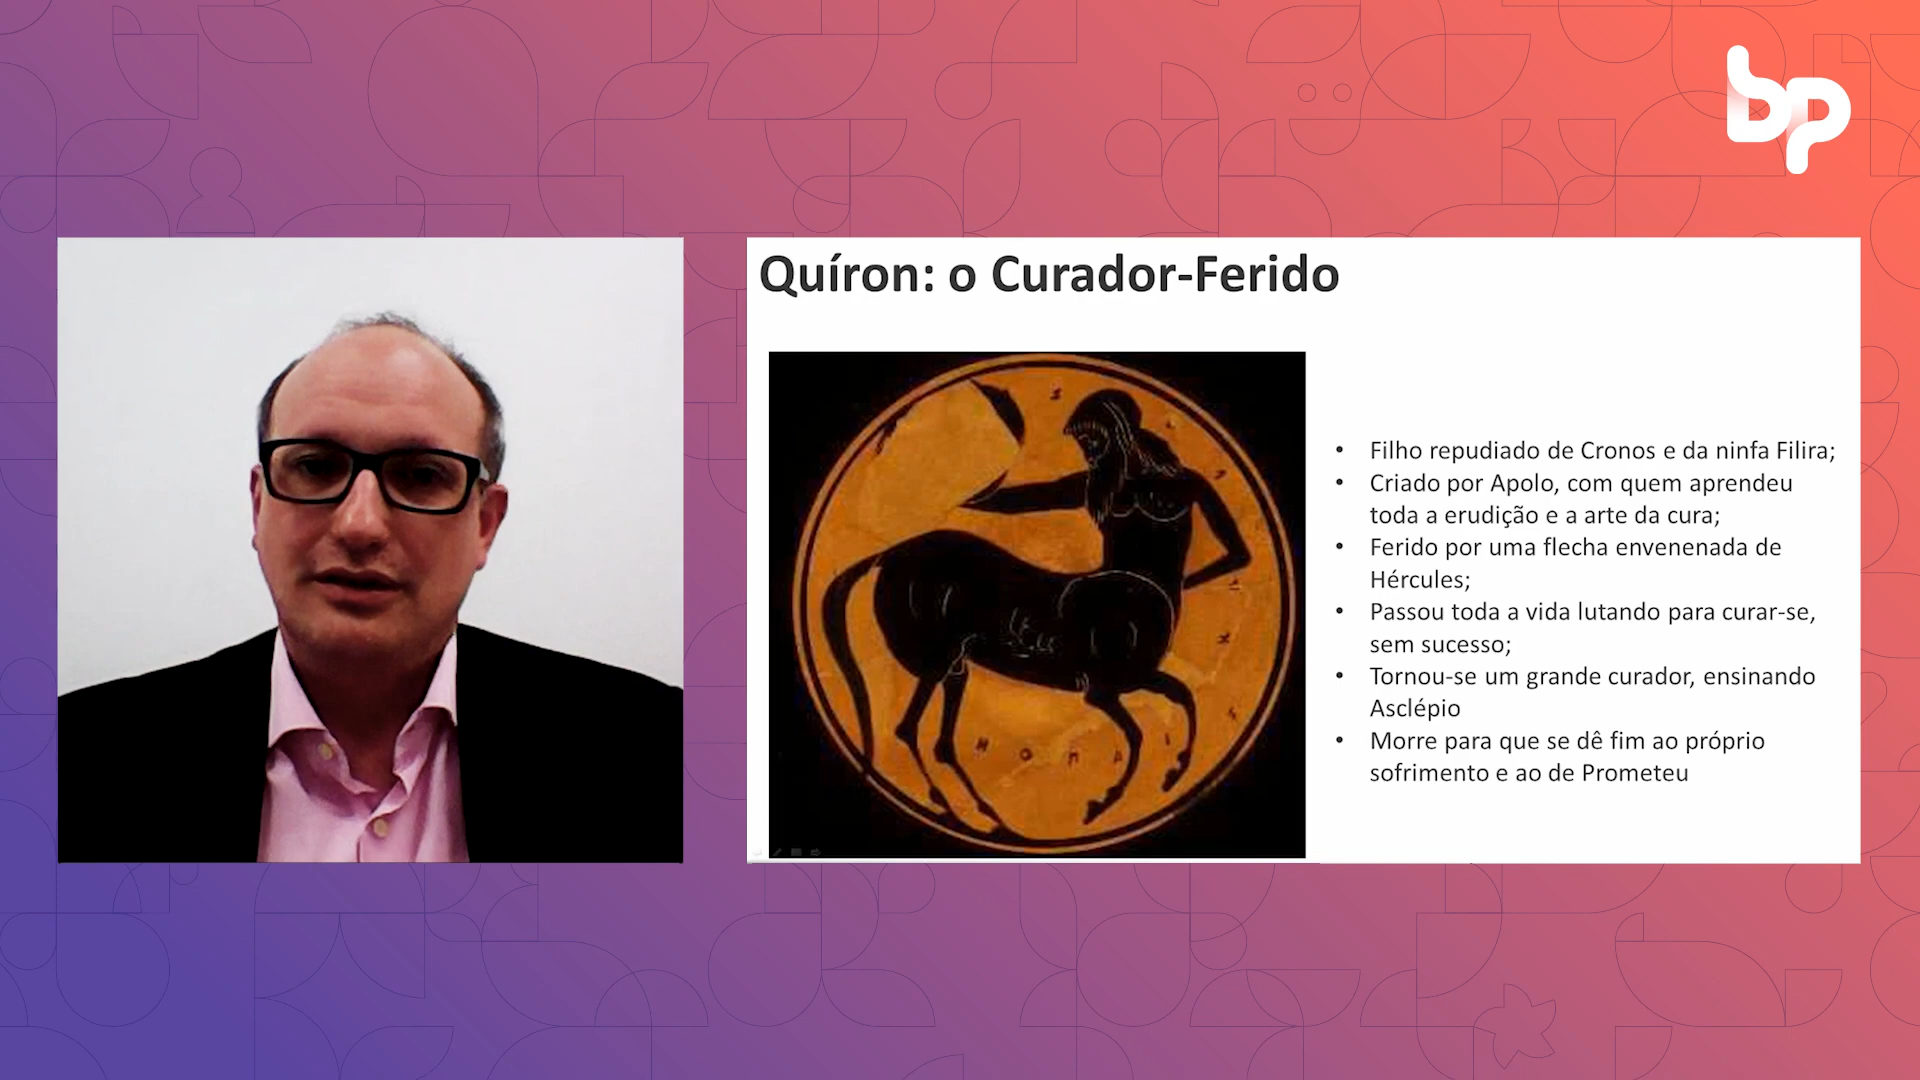 bp
Quíron: o Curador-Ferido
• Filho repudiado de Cronos e da ninfa Filira;
• Criado por Apolo, com quem aprendeu
toda a erudição e a arte da cura;
• Ferido por uma flecha envenenada de
Hércules;
• Passou toda a vida lutando para curar-se,
sem sucesso;
• Tornou-se um grande curador, ensinando
Asclépio
• Morre para que se dê fim ao próprio
sofrimento e ao de Prometeu